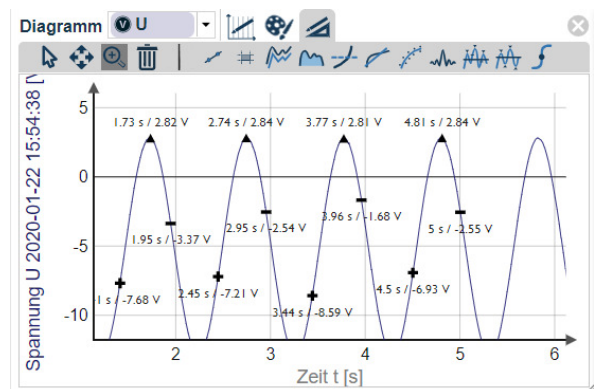 Diagramm V U
Spannung U 2020-01-22 15:54:38 [V
5
0
-5
-10
1.73 s / 2.82 V 2.74 s / 2.84 V 3.77 s / 2.81 V 4.81 s / 2.84 V
1.95 s / -3.37 V 2.95 s / -2.54 V 3.96 s / -1.68 V 5 s / -2.55 V
1 s / -7.68 V 2.45 s / -7.21 V 3.44 s / -8.59 V 4.5 s / -6.93 V
2 3 4 5 6
Zeit t [s]